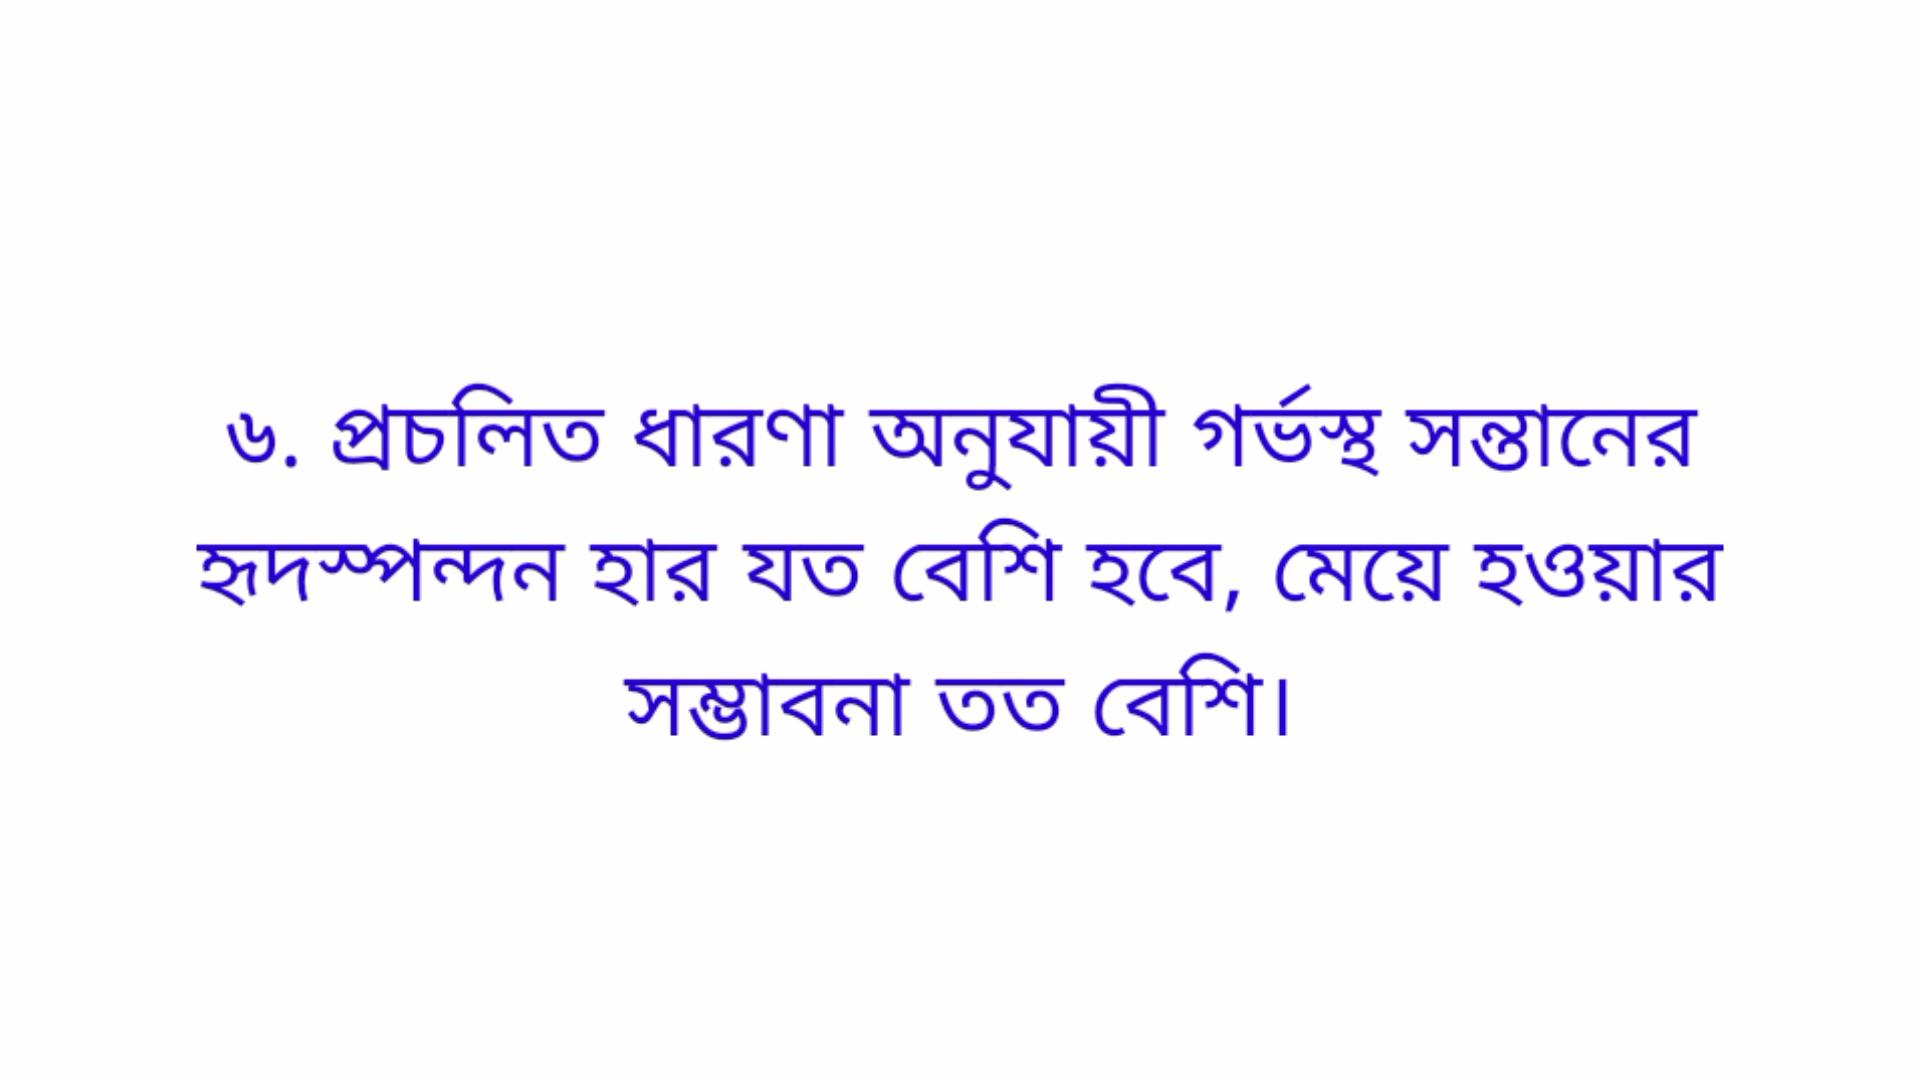 ৬. প্রচলিত ধারণা অনুযায়ী গর্ভস্থ সন্তানের
হৃদস্পন্দন হার যত বেশি হবে, মেয়ে হওয়ার
সম্ভাবনা তত বেশি।